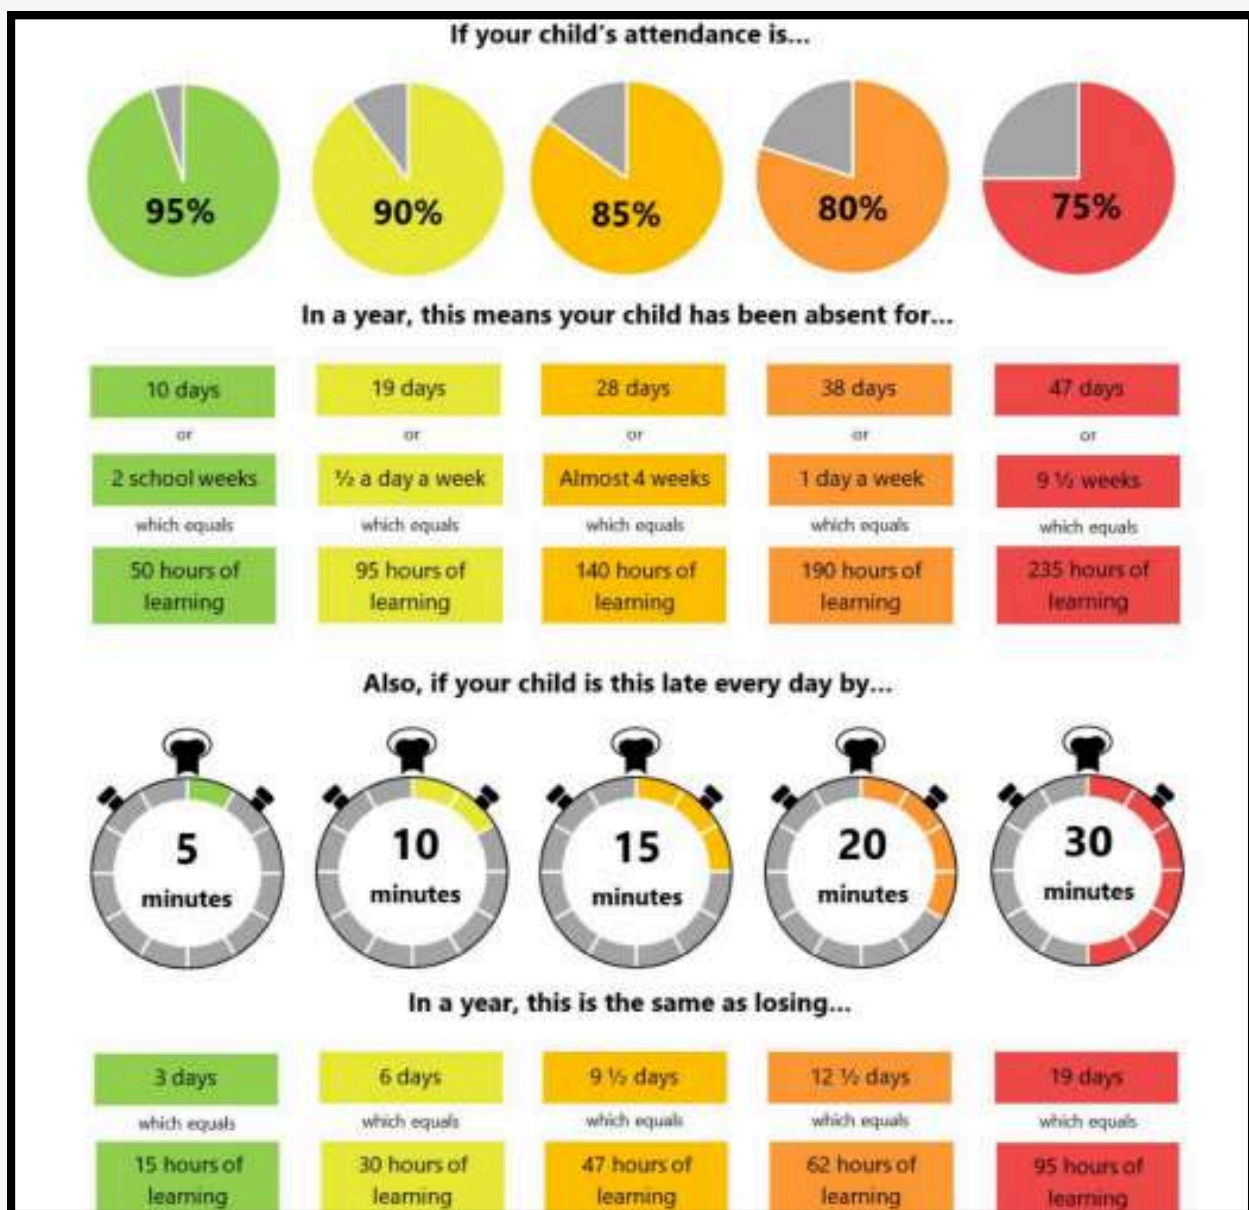 If your child's attendance is...
95% 90% 85% 80% 75%
In a year, this means your child has been absent for...
10 days 19 days 28 days 38 days 47 days
or or or or or
2 school weeks ½ a day a week Almost 4 weeks 1 day a week 9 ½ weeks
which equals which equals which equals which equals which equals
50 hours of 95 hours of 140 hours of 190 hours of 235 hours of
learning learning learning learning learning
Also, if your child is this late every day by...
5 10 15 20 30
minutes minutes minutes minutes minutes
In a year, this is the same as losing...
3 days 6 days 9 ½ days 12 ½ days 19 days
which equals which equals which equals which equals which equals
15 hours of 30 hours of 47 hours of 62 hours of 95 hours of
learning learning learning learning learning